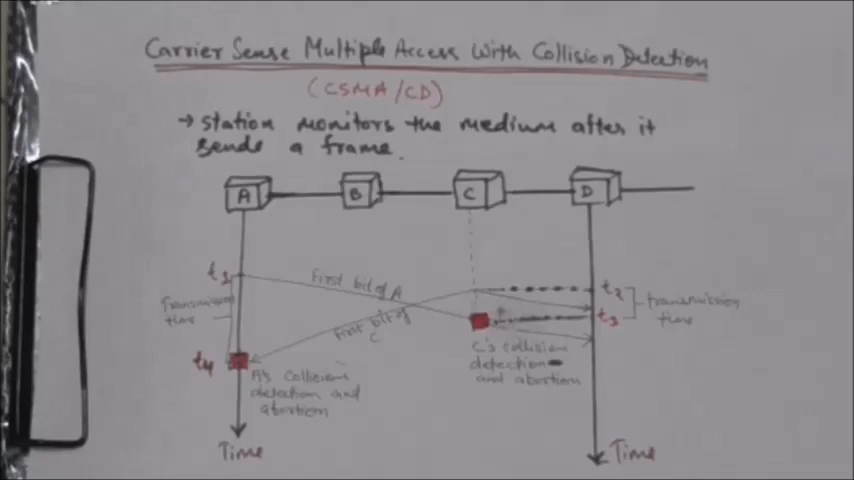 Carrier Sense Multiple Access With Collision Detection
(CSMA/CD)
→ station monitors the medium after it
sends a frame.
A B C D
t1
First bit of A
t2
Transmission
time
transmission
time
t3
First bit of
C
C's collision
detection
and abortion
t4
A's Collision
detection and
abortion
Time
Time